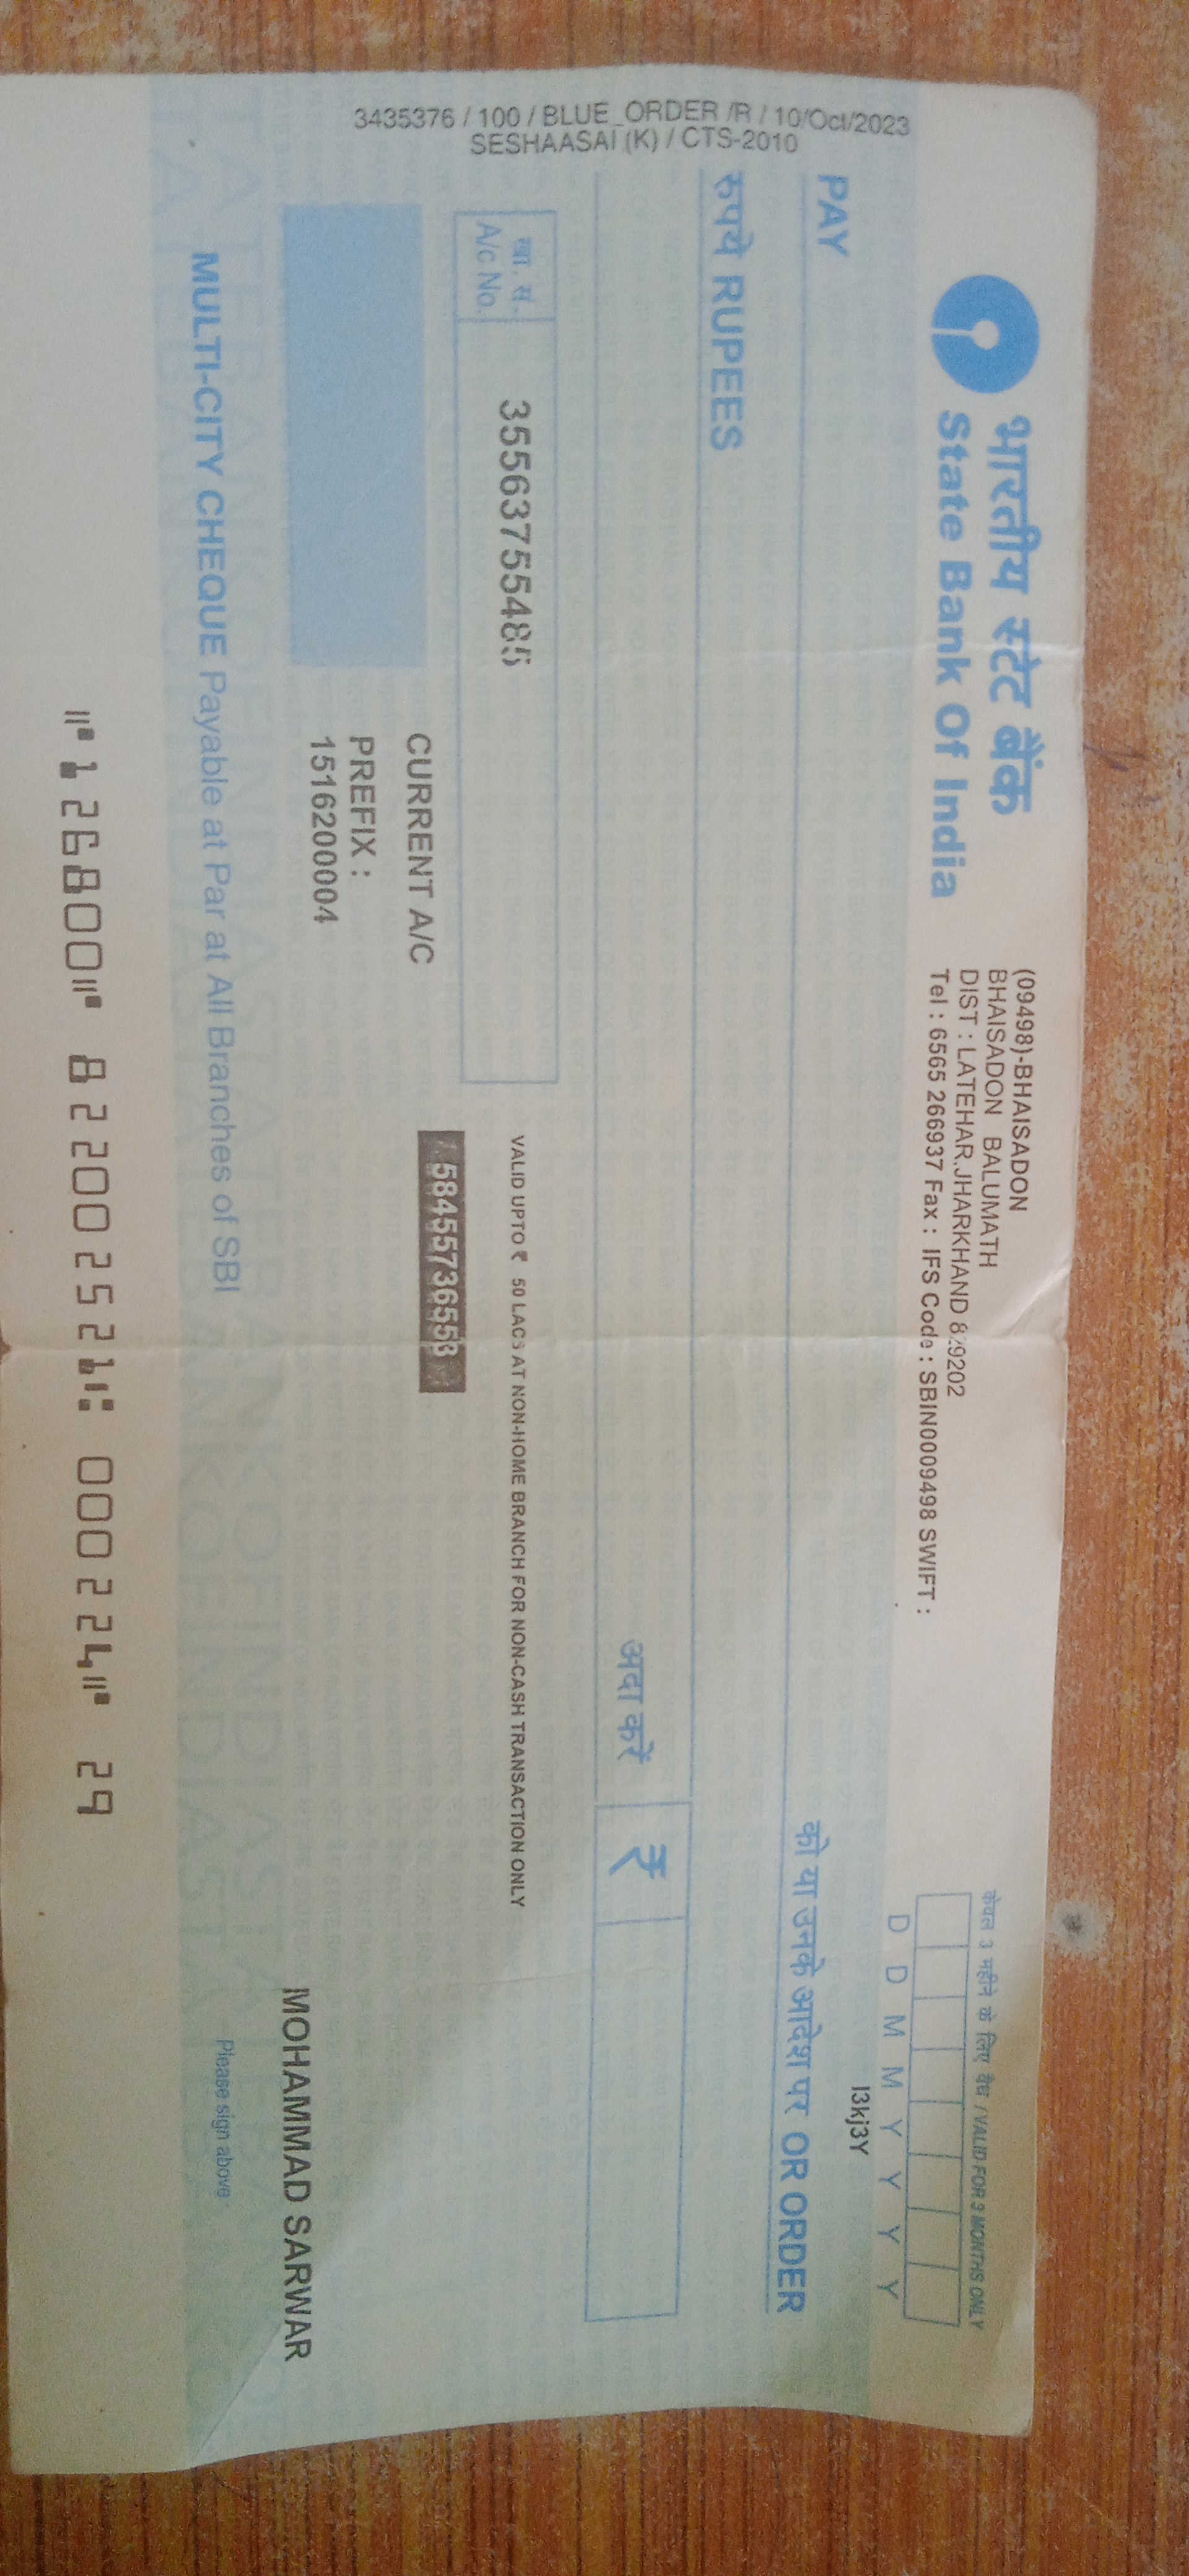 3435376 / 100 / BLUE_ORDER /R / 10/Oct/2023
SESHAASAI (K) / CTS-2010
भारतीय स्टेट बैंक
State Bank Of India
(09498)-BHAISADON
BHAISADON BALUMATH
DIST : LATEHAR.JHARKHAND 829202
Tel : 6565 266937 Fax : IFS Code : SBIN0009498 SWIFT :
केवल 3 महीने के लिए वैध / VALID FOR 3 MONTHS ONLY
D D M M Y Y Y Y
I3kj3Y
PAY
को या उनके आदेश पर OR ORDER
रुपये RUPEES
अदा करें ₹
खा. सं.
A/c No.
35563755485
VALID UPTO ₹ 50 LACS AT NON-HOME BRANCH FOR NON-CASH TRANSACTION ONLY
5845573655
CURRENT A/C
PREFIX :
151620004
MOHAMMAD SARWAR
MULTI-CITY CHEQUE Payable at Par at All Branches of SBI
Please sign above
⑈126800⑈ 822002521⑆ 000224⑈ 29